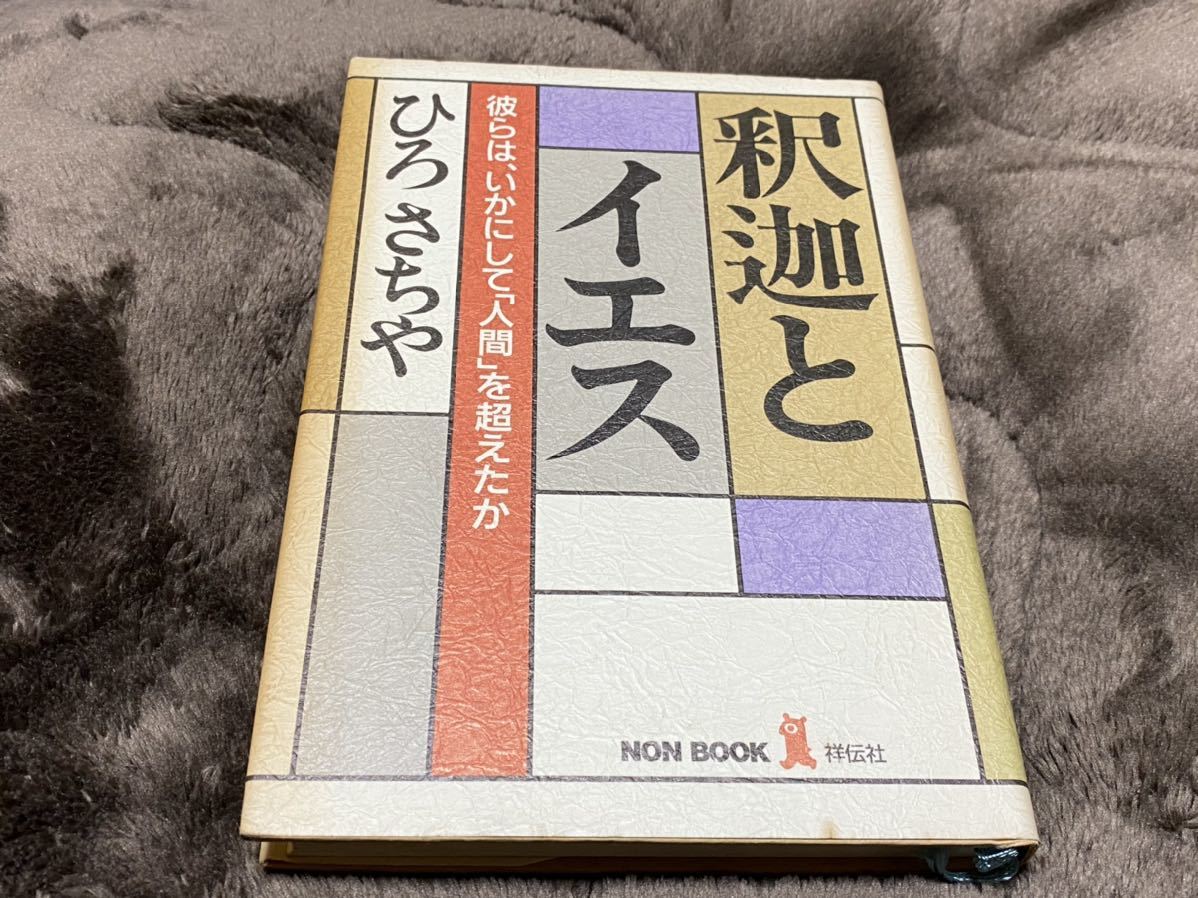 釈迦と
イエス
彼らは、いかにして「人間」を超えたか
ひろ さちや
NON BOOK 祥伝社